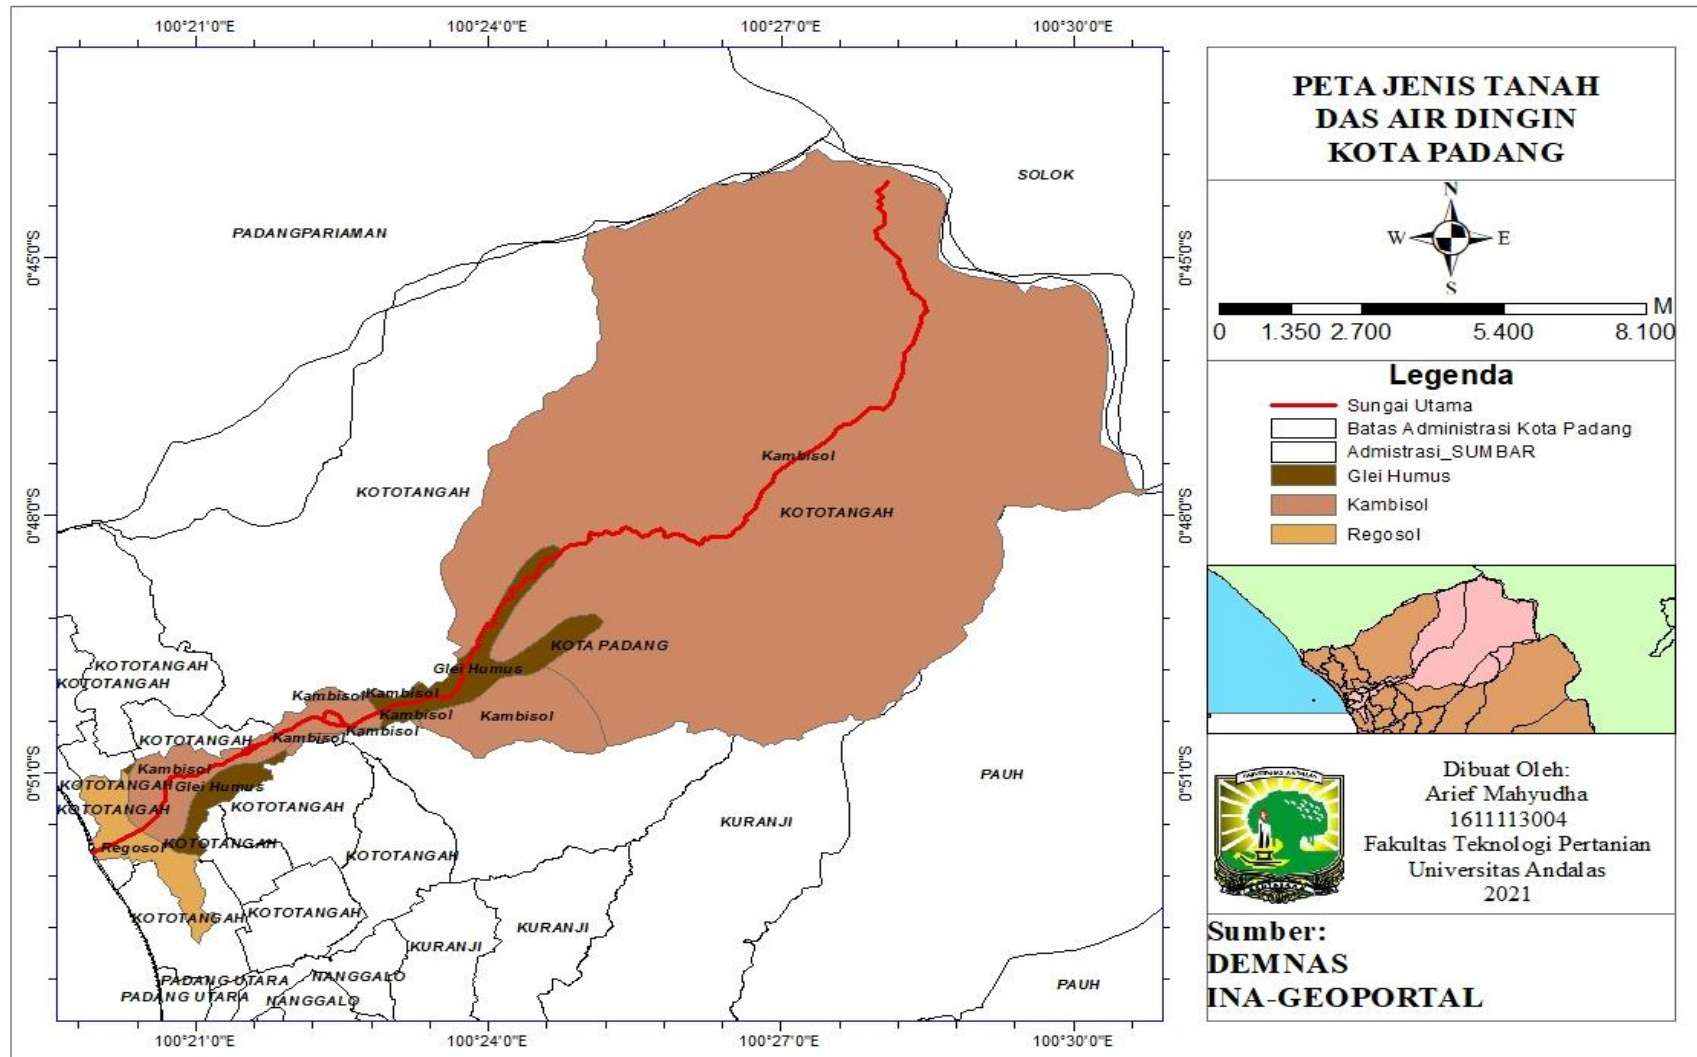 100°21'0"E 100°24'0"E 100°27'0"E 100°30'0"E
0°45'0"S
0°48'0"S
0°51'0"S
0°45'0"S
0°48'0"S
0°51'0"S
SOLOK
PADANGPARIAMAN
Kambisol
KOTOTANGAH
KOTOTANGAH
KOTA PADANG
Glei Humus
KOTOTANGAH
KOTOTANGAH
Kambisol
Kambisol
Kambisol
Kambisol
Kambisol
Kambisol
KOTOTANGAH
Kambisol
KOTOTANGAH
Glei Humus
KOTOTANGAH
KOTOTANGAH
Regosol
KOTOTANGAH
KOTOTANGAH
PAUH
KURANJI
KOTOTANGAH
KOTOTANGAH
KURANJI
KURANJI
PADANG UTARA
NANGGALO
PADANG UTARA
NANGGALO
PAUH
100°21'0"E 100°24'0"E 100°27'0"E 100°30'0"E
PETA JENIS TANAH
DAS AIR DINGIN
KOTA PADANG
N
W E
S
M
0 1.350 2.700 5.400 8.100
Legenda
Sungai Utama
Batas Administrasi Kota Padang
Admistrasi_SUMBAR
Glei Humus
Kambisol
Regosol
UNIVERSITAS ANDALAS
Dibuat Oleh:
Arief Mahyudha
1611113004
Fakultas Teknologi Pertanian
Universitas Andalas
2021
Sumber:
DEMNAS
INA-GEOPORTAL